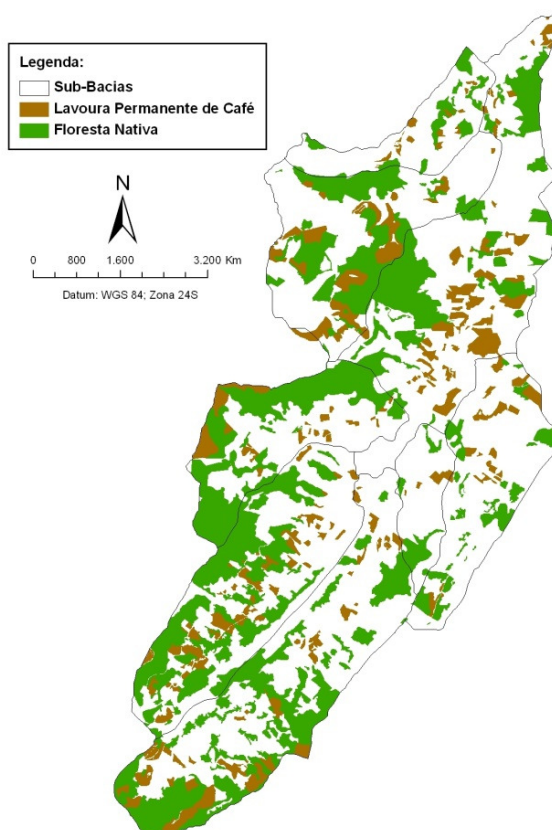 Legenda:
Sub-Bacias
Lavoura Permanente de Café
Floresta Nativa
N
0 800 1.600 3.200 Km
Datum: WGS 84; Zona 24S